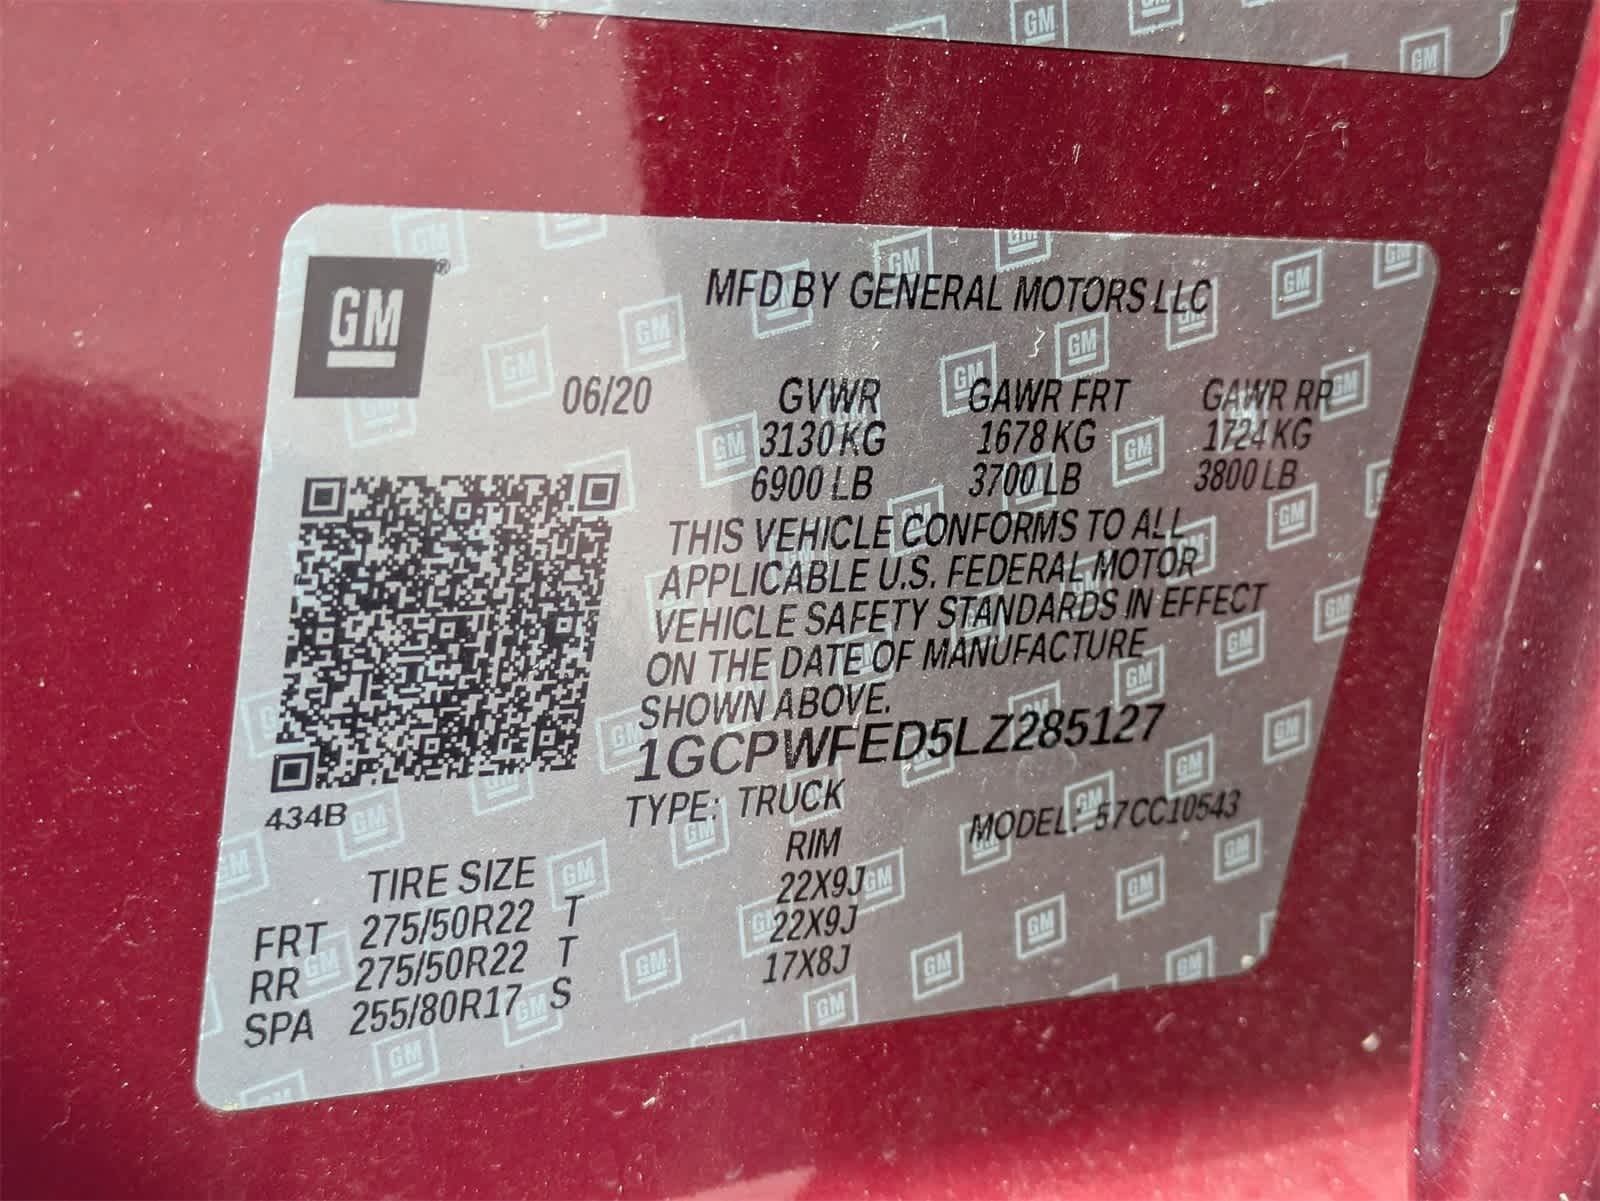 GM®
MFD BY GENERAL MOTORS LLC
06/20 GVWR GAWR FRT GAWR RR
3130 KG 1678 KG 1724 KG
6900 LB 3700 LB 3800 LB
THIS VEHICLE CONFORMS TO ALL
APPLICABLE U.S. FEDERAL MOTOR
VEHICLE SAFETY STANDARDS IN EFFECT
ON THE DATE OF MANUFACTURE
SHOWN ABOVE.
1GCPWFED5LZ285127
434B
TYPE: TRUCK MODEL: 57CC10543
TIRE SIZE RIM
FRT 275/50R22 T 22X9J
RR 275/50R22 T 22X9J
SPA 255/80R17 S 17X8J